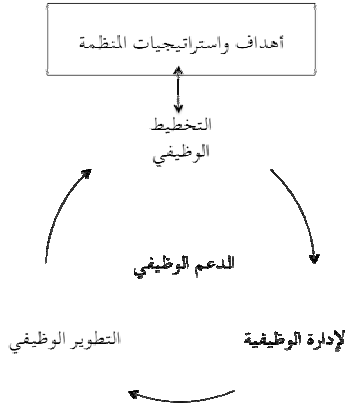 أهداف واستراتيجيات المنظمة
التخطيط
الوظيفي
الدعم الوظيفي
لإدارة الوظيفية
التطوير الوظيفي